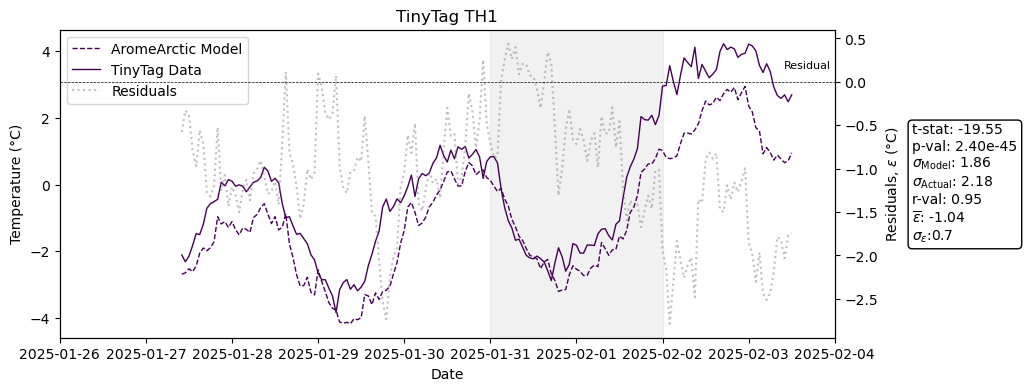 TinyTag TH1
AromeArctic Model
TinyTag Data
Residuals
Residual
4
2
0
−2
−4
Temperature (°C)
0.5
0.0
−0.5
−1.0
−1.5
−2.0
−2.5
Residuals, ε (°C)
t-stat: -19.55
p-val: 2.40e-45
σModel: 1.86
σActual: 2.18
r-val: 0.95
ε̅: -1.04
σε:0.7
2025-01-26 2025-01-27 2025-01-28 2025-01-29 2025-01-30 2025-01-31 2025-02-01 2025-02-02 2025-02-03 2025-02-04
Date